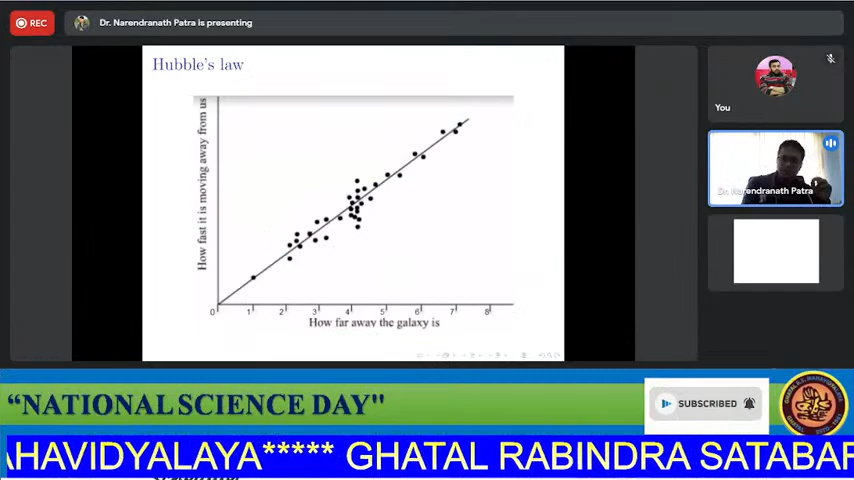 REC
Dr. Narendranath Patra is presenting
Hubble's law
How fast it is moving away from us
0 1 2 3 4 5 6 7 8
How far away the galaxy is
You
Dr. Narendranath Patra
"NATIONAL SCIENCE DAY"
SUBSCRIBED
AHAVIDYALAYA***** GHATAL RABINDRA SATABAR